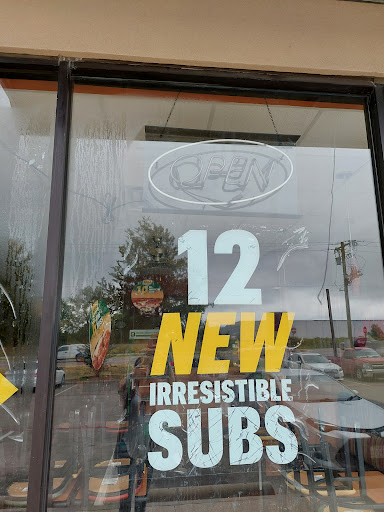 OPEN
12
NEW
IRRESISTIBLE
SUBS